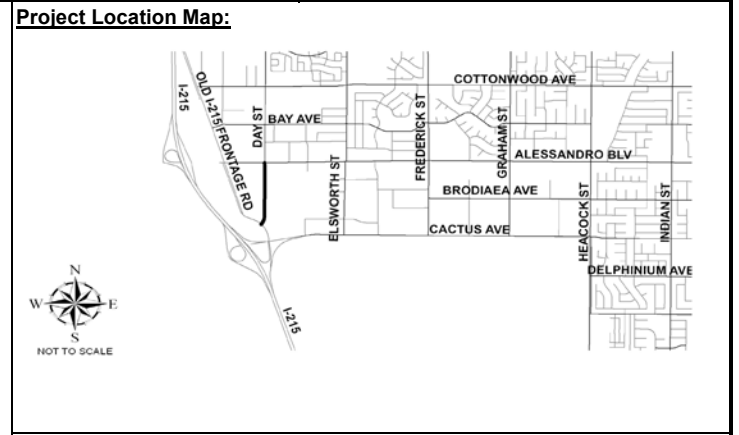 Project Location Map:
COTTONWOOD AVE
I-215
OLD I-215 FRONTAGE RD
DAY ST
BAY AVE
FREDERICK ST
GRAHAM ST
ALESSANDRO BLV
ELSWORTH ST
BRODIAEA AVE
HEACOCK ST
INDIAN ST
CACTUS AVE
DELPHINIUM AVE
N
W
E
S
NOT TO SCALE
I-215